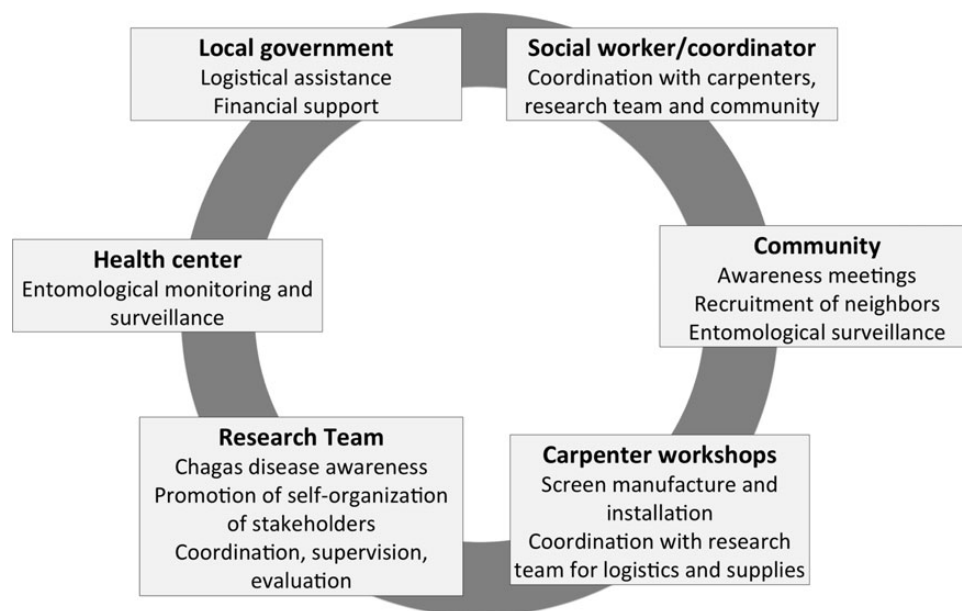 Local government
Logistical assistance
Financial support
Social worker/coordinator
Coordination with carpenters,
research team and community
Health center
Entomological monitoring and
surveillance
Community
Awareness meetings
Recruitment of neighbors
Entomological surveillance
Research Team
Chagas disease awareness
Promotion of self-organization
of stakeholders
Coordination, supervision,
evaluation
Carpenter workshops
Screen manufacture and
installation
Coordination with research
team for logistics and supplies